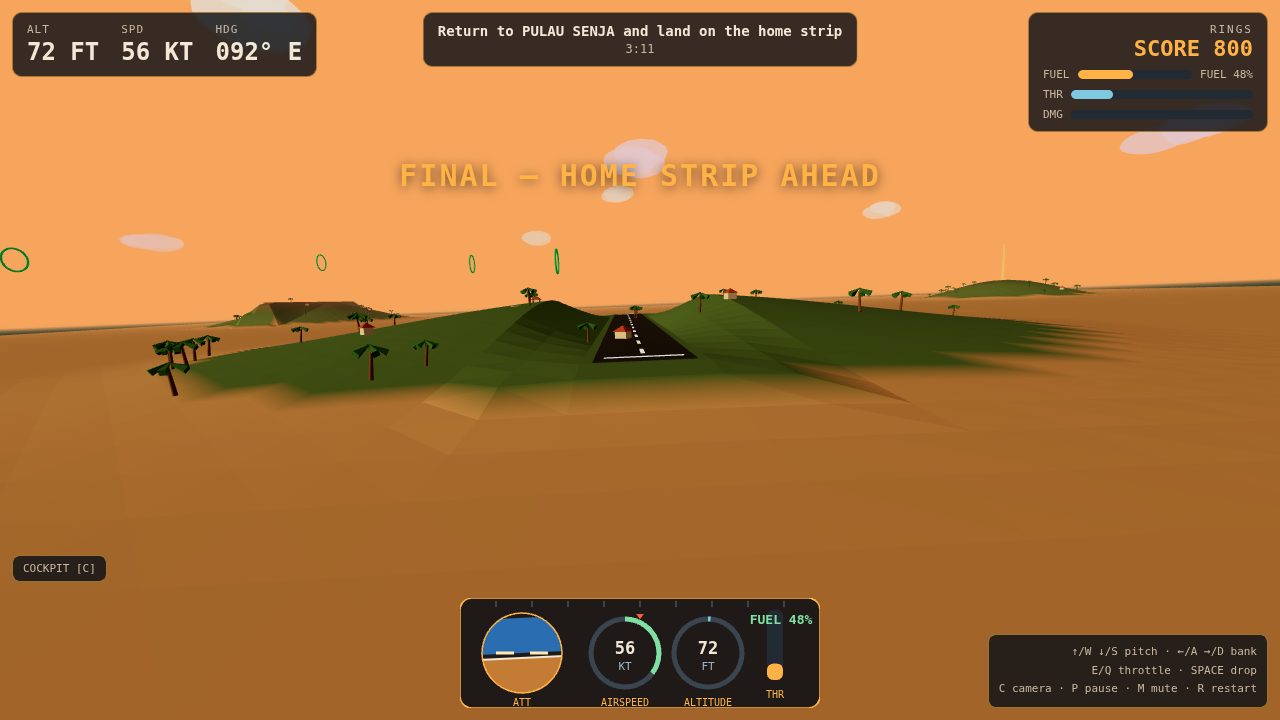 ALT SPD HDG
72 FT 56 KT 092° E
Return to PULAU SENJA and land on the home strip
3:11
RINGS
SCORE 800
FUEL FUEL 48%
THR
DMG
FINAL — HOME STRIP AHEAD
COCKPIT [C]
FUEL 48%
56 72
KT FT
THR
ATT AIRSPEED ALTITUDE
↑/W ↓/S pitch · ←/A →/D bank
E/Q throttle · SPACE drop
C camera · P pause · M mute · R restart